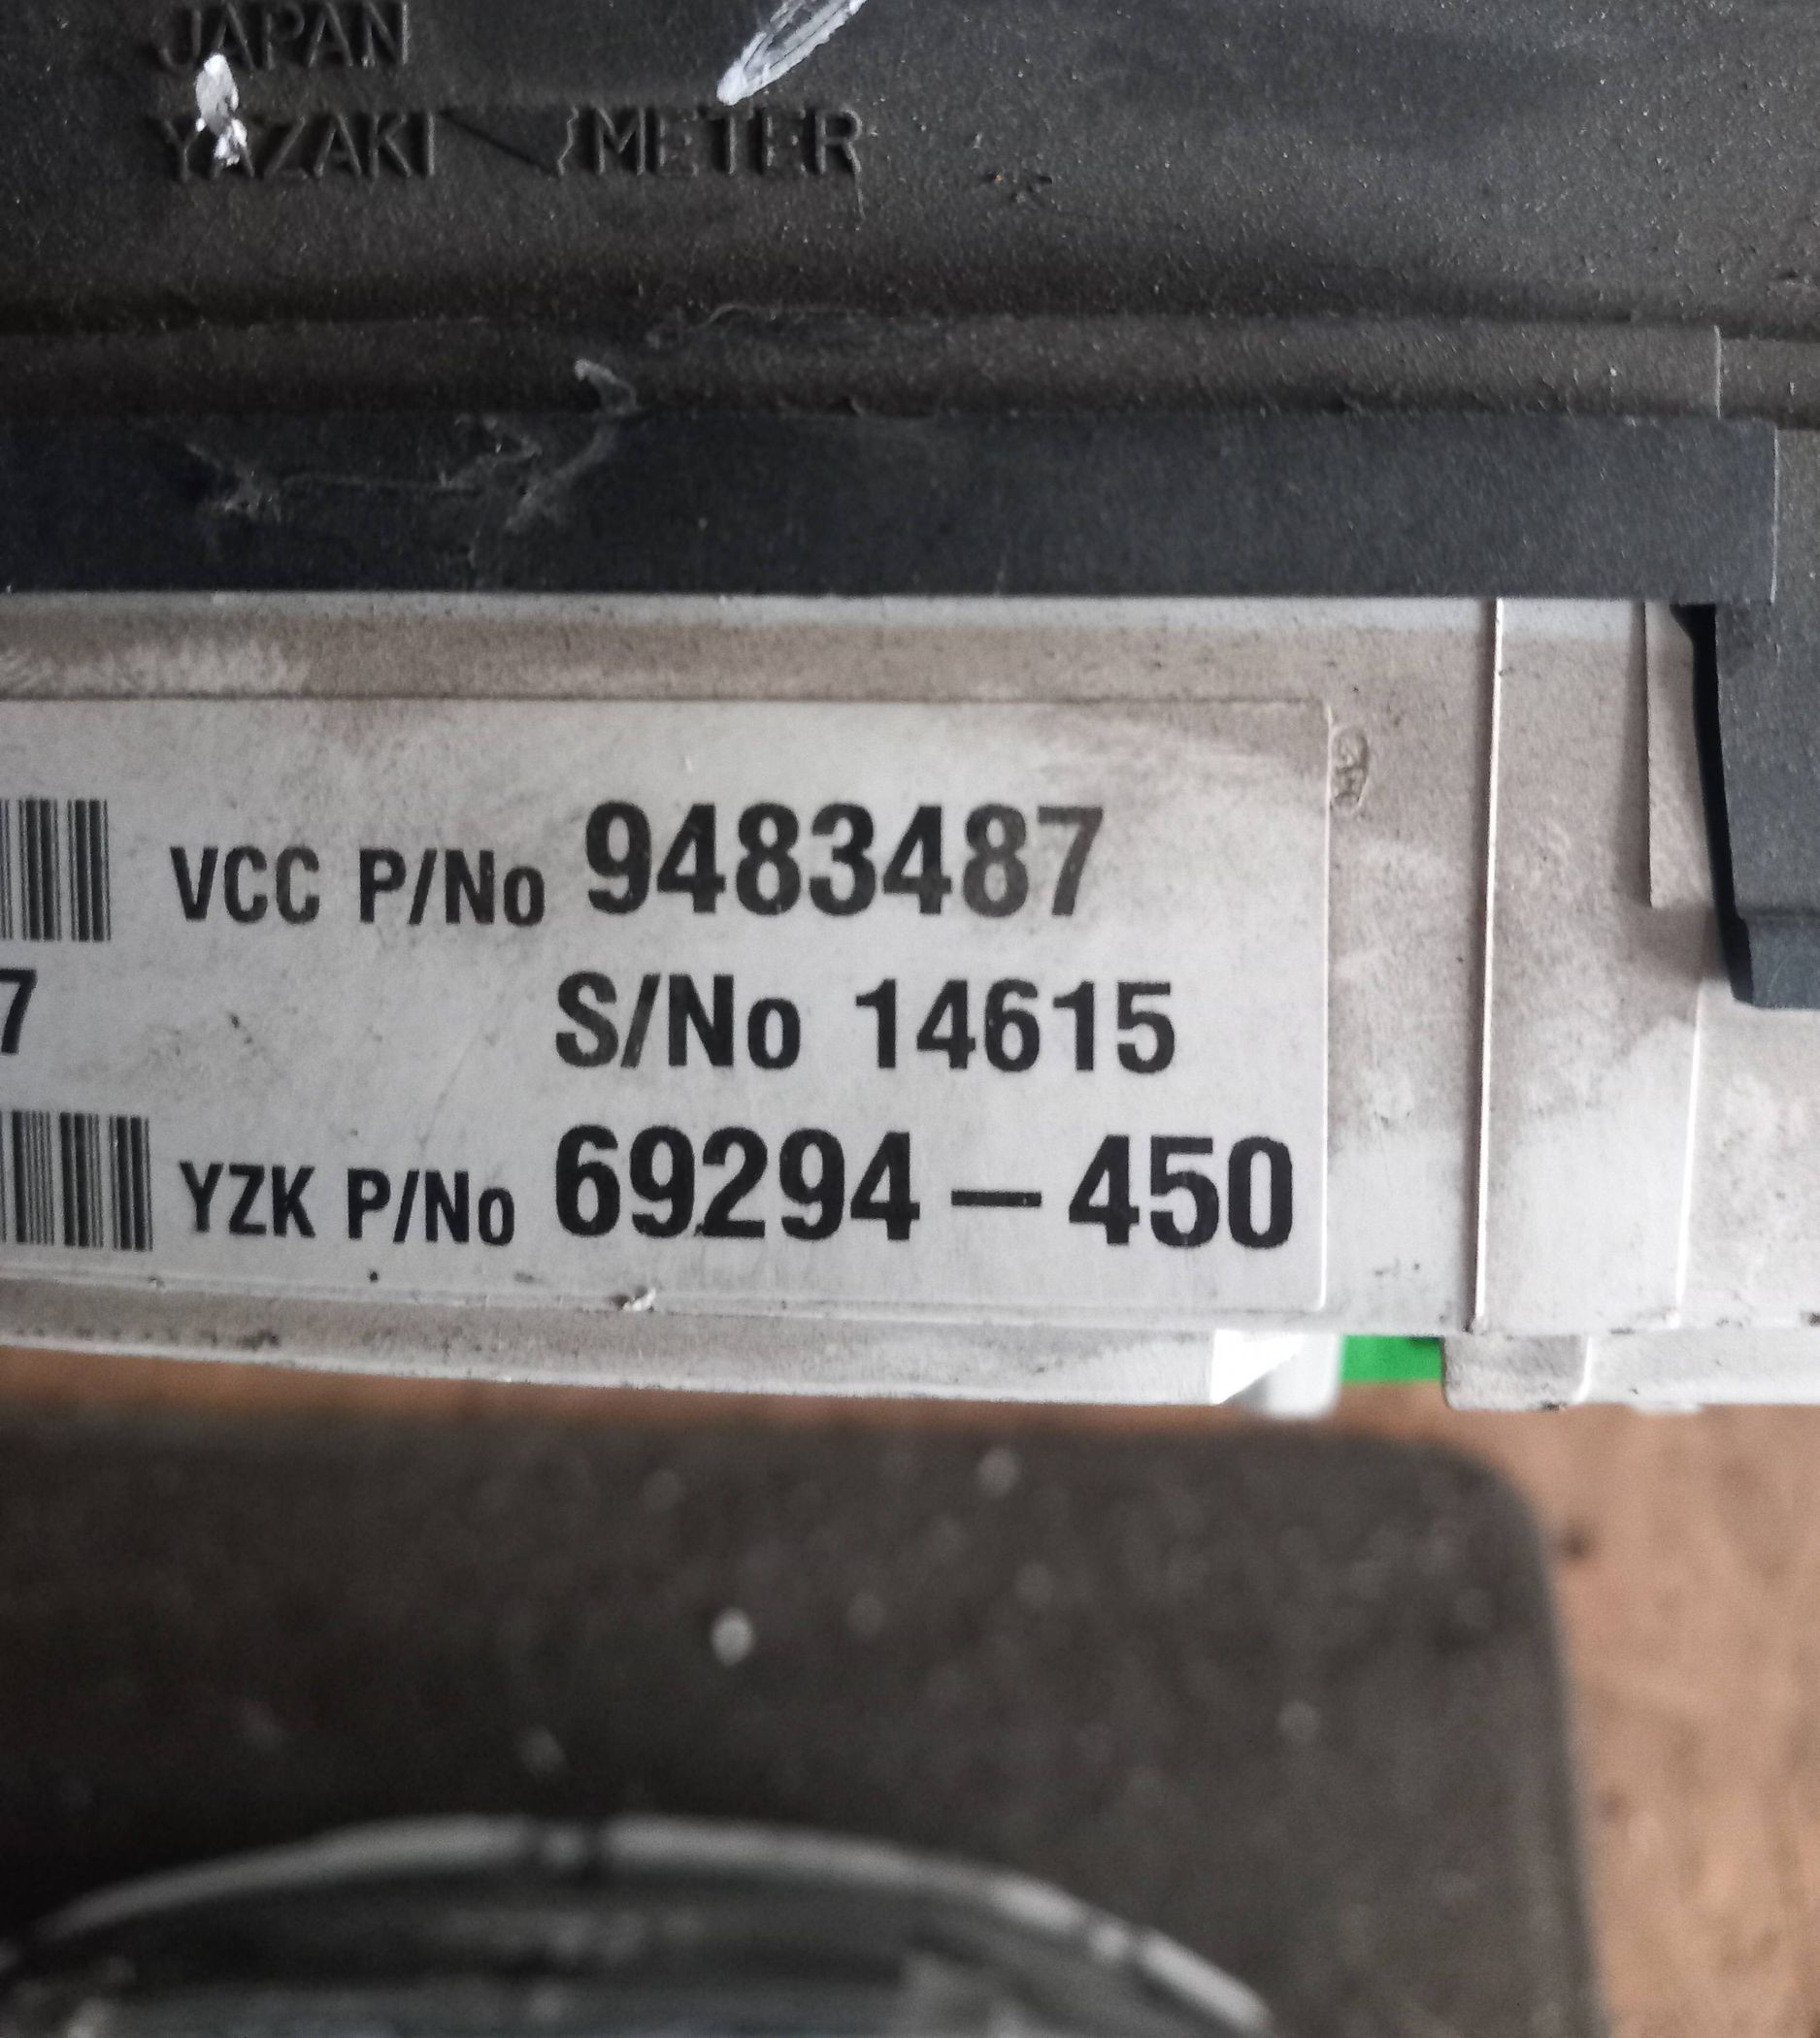 JAPAN
YAZAKI METER
VCC P/No 9483487
7
S/No 14615
YZK P/No 69294-450